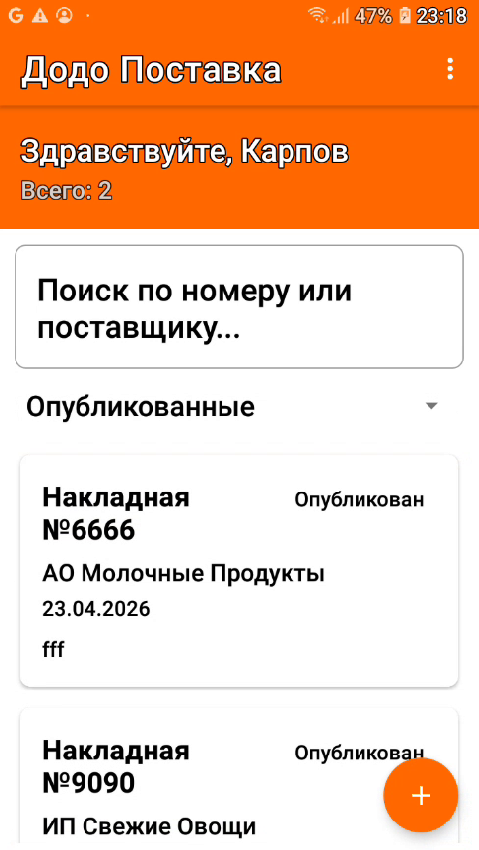 G 47% 23:18
Додо Поставка
Здравствуйте, Карпов
Всего: 2
Поиск по номеру или
поставщику...
Опубликованные
Накладная Опубликован
№6666
АО Молочные Продукты
23.04.2026
fff
Накладная Опубликован
№9090
+
ИП Свежие Овощи